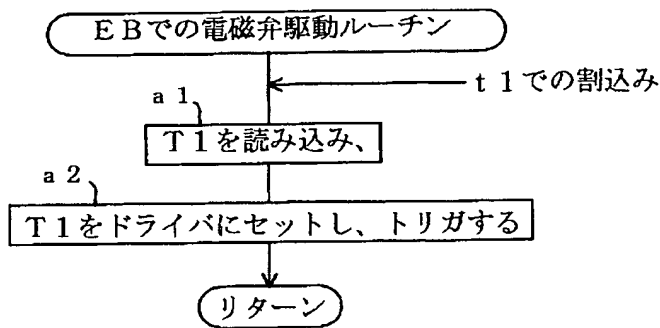 ＥＢでの電磁弁駆動ルーチン
ｔ１での割込み
ａ１
Ｔ１を読み込み、
ａ２
Ｔ１をドライバにセットし、トリガする
リターン